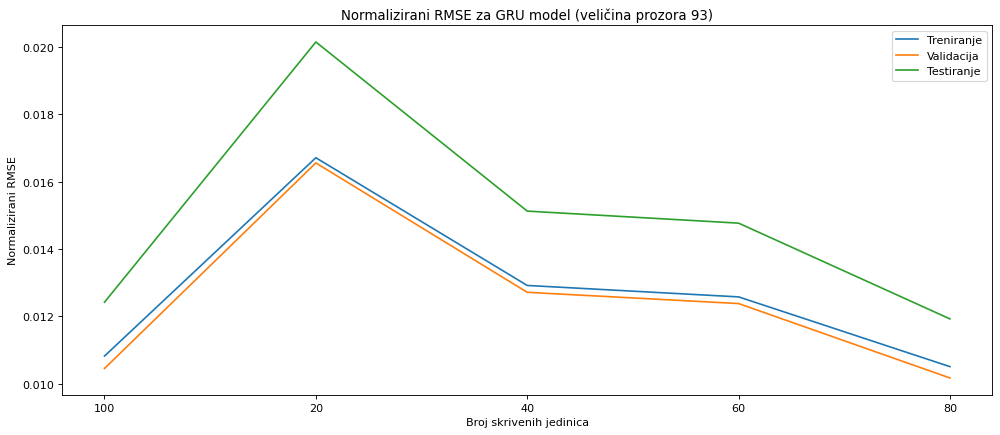 Normalizirani RMSE za GRU model (veličina prozora 93)
Treniranje
Validacija
Testiranje
Normalizirani RMSE
0.020
0.018
0.016
0.014
0.012
0.010
100 20 40 60 80
Broj skrivenih jedinica